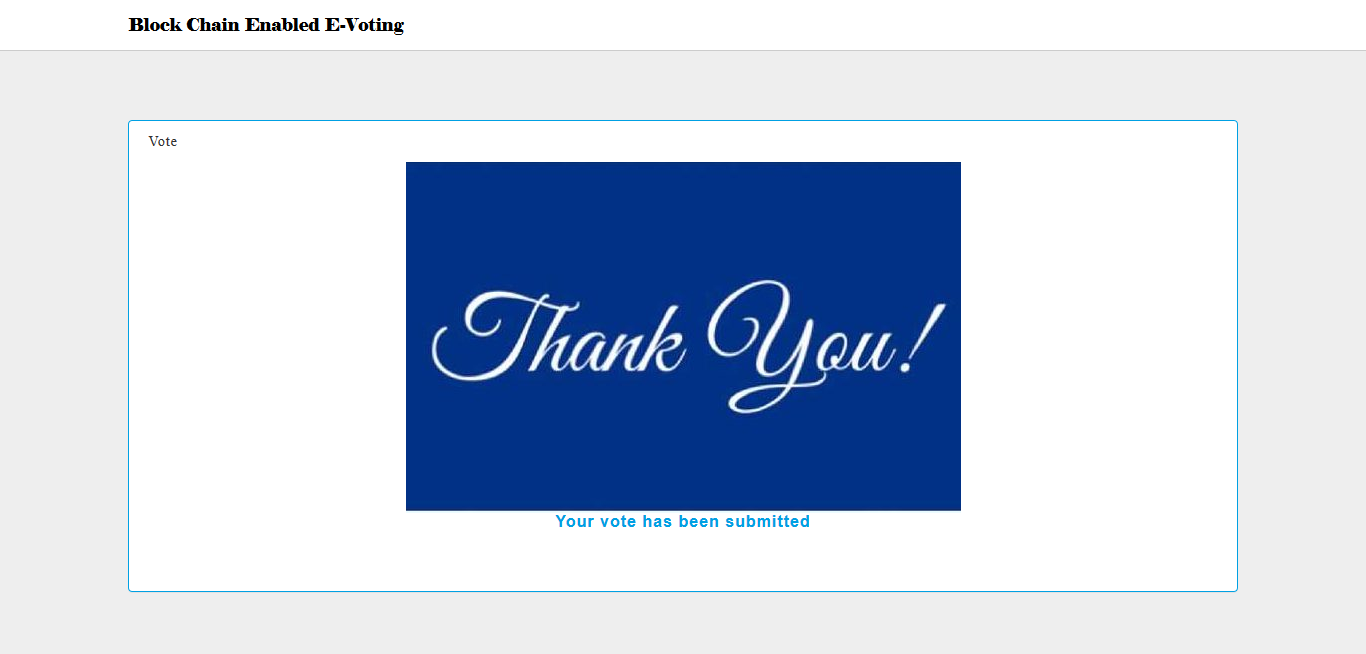 Block Chain Enabled E-Voting
Vote
Thank You!
Your vote has been submitted